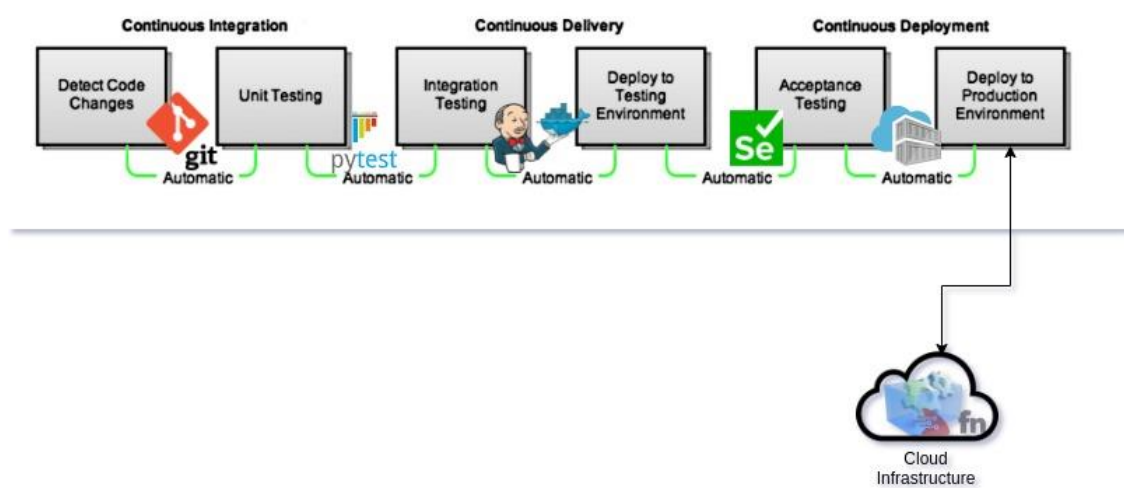 Continuous Integration
Continuous Delivery
Continuous Deployment
Detect Code
Changes
Unit Testing
Integration
Testing
Deploy to
Testing
Environment
Acceptance
Testing
Deploy to
Production
Environment
git
pytest
Se
Automatic
Automatic
Automatic
Automatic
Automatic
fn
Cloud
Infrastructure